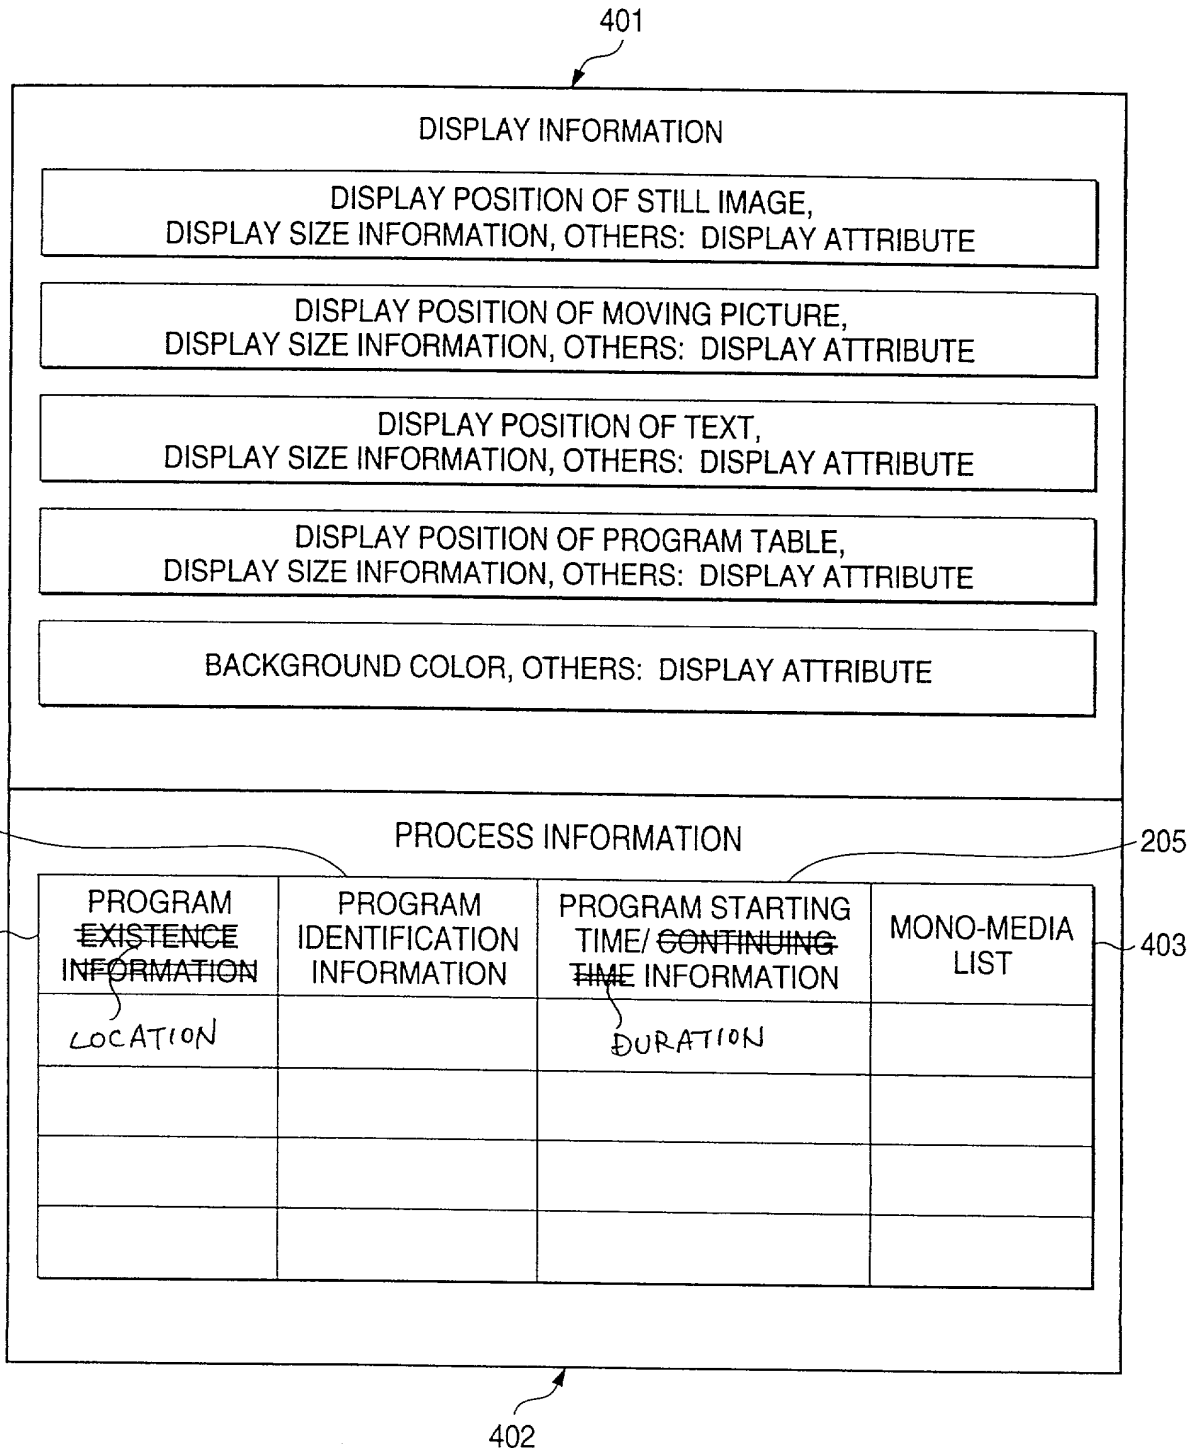 401
DISPLAY INFORMATION
DISPLAY POSITION OF STILL IMAGE,
DISPLAY SIZE INFORMATION, OTHERS: DISPLAY ATTRIBUTE
DISPLAY POSITION OF MOVING PICTURE,
DISPLAY SIZE INFORMATION, OTHERS: DISPLAY ATTRIBUTE
DISPLAY POSITION OF TEXT,
DISPLAY SIZE INFORMATION, OTHERS: DISPLAY ATTRIBUTE
DISPLAY POSITION OF PROGRAM TABLE,
DISPLAY SIZE INFORMATION, OTHERS: DISPLAY ATTRIBUTE
BACKGROUND COLOR, OTHERS: DISPLAY ATTRIBUTE
PROCESS INFORMATION
205
PROGRAM
EXISTENCE
INFORMATION
LOCATION
PROGRAM
IDENTIFICATION
INFORMATION
PROGRAM STARTING
TIME/ CONTINUING
TIME INFORMATION
DURATION
MONO-MEDIA
LIST
403
402